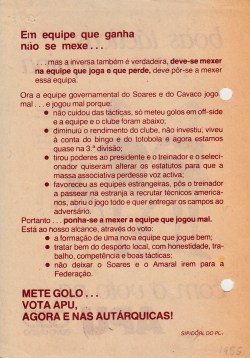 Em equipe que ganha
não se mexe...
...mas a inversa também é verdadeira, deve-se mexer
na equipe que joga e que perde, deve pôr-se a mexer
essa equipa.
Ora a equipe governamental do Soares e do Cavaco jogou
mal... e jogou mal porque:
● não cuidou das tácticas, só meteu golos em off-side
e a equipe e o clube foram abaixo;
● diminuiu o rendimento do clube, não investiu, viveu
à conta do bingo e do totobola e agora estamos
quase na 3.ª divisão;
● tirou poderes ao presidente e o treinador e o selec-
cionador quiseram alterar os estatutos para que a
massa associativa perdesse voz activa;
● favoreceu as equipes estrangeiras, pôs o treinador
a passear na estranja a recrutar técnicos america-
nos, abriu o jogo todo e quer entregar os campos ao
adversário.
Portanto... ponha-se a mexer a equipe que jogou mal.
Está ao nosso alcance, através do voto:
● a formação de uma nova equipe que jogue bem;
● tratar bem do desporto local, com honestidade, tra-
balho, competência e boas tácticas;
● não deixar o Soares e o Amaral irem para a
Federação.
METE GOLO...
VOTA APU,
AGORA E NAS AUTÁRQUICAS!